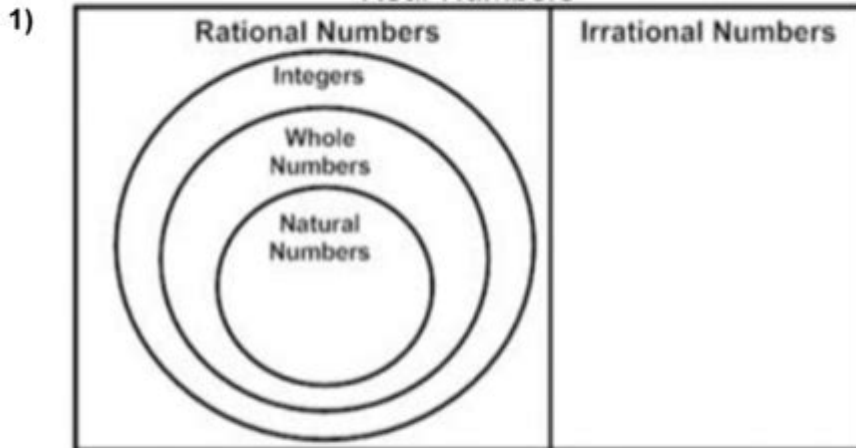 1)
Rational Numbers
Irrational Numbers
Integers
Whole
Numbers
Natural
Numbers